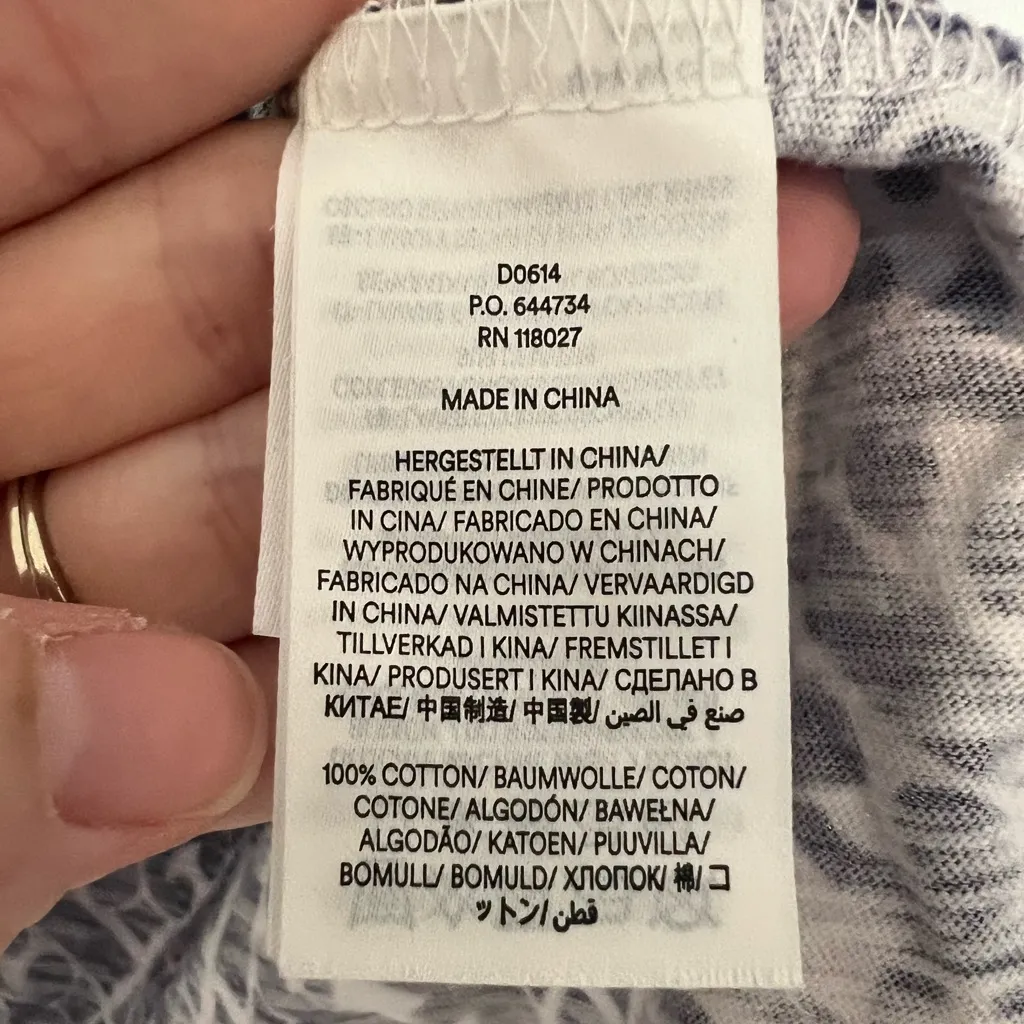 D0614
P.O. 644734
RN 118027
MADE IN CHINA
HERGESTELLT IN CHINA/
FABRIQUÉ EN CHINE/ PRODOTTO
IN CINA/ FABRICADO EN CHINA/
WYPRODUKOWANO W CHINACH/
FABRICADO NA CHINA/ VERVAARDIGD
IN CHINA/ VALMISTETTU KIINASSA/
TILLVERKAD I KINA/ FREMSTILLET I
KINA/ PRODUSERT I KINA/ СДЕЛАНО В
КИТАЕ/ 中国制造/ 中国製/ صنع في الصين
100% COTTON/ BAUMWOLLE/ COTON/
COTONE/ ALGODÓN/ BAWEŁNA/
ALGODÃO/ KATOEN/ PUUVILLA/
BOMULL/ BOMULD/ ХЛОПОК/ 棉/ コ
ットン/ قطن